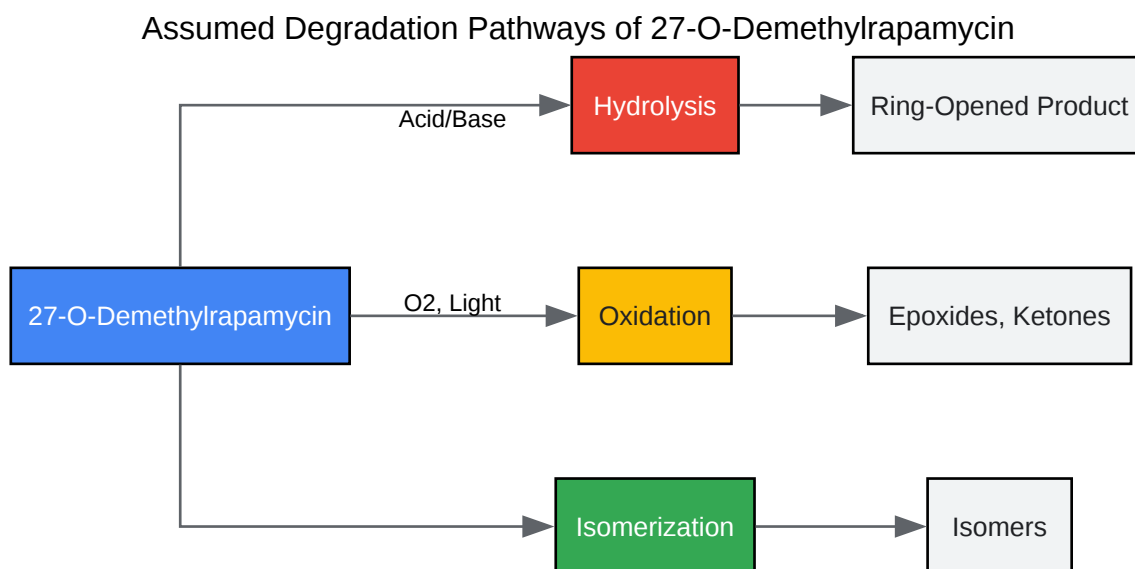 Assumed Degradation Pathways of 27-O-Demethylrapamycin
Acid/Base
Hydrolysis
Ring-Opened Product
27-O-Demethylrapamycin
O2, Light
Oxidation
Epoxides, Ketones
Isomerization
Isomers